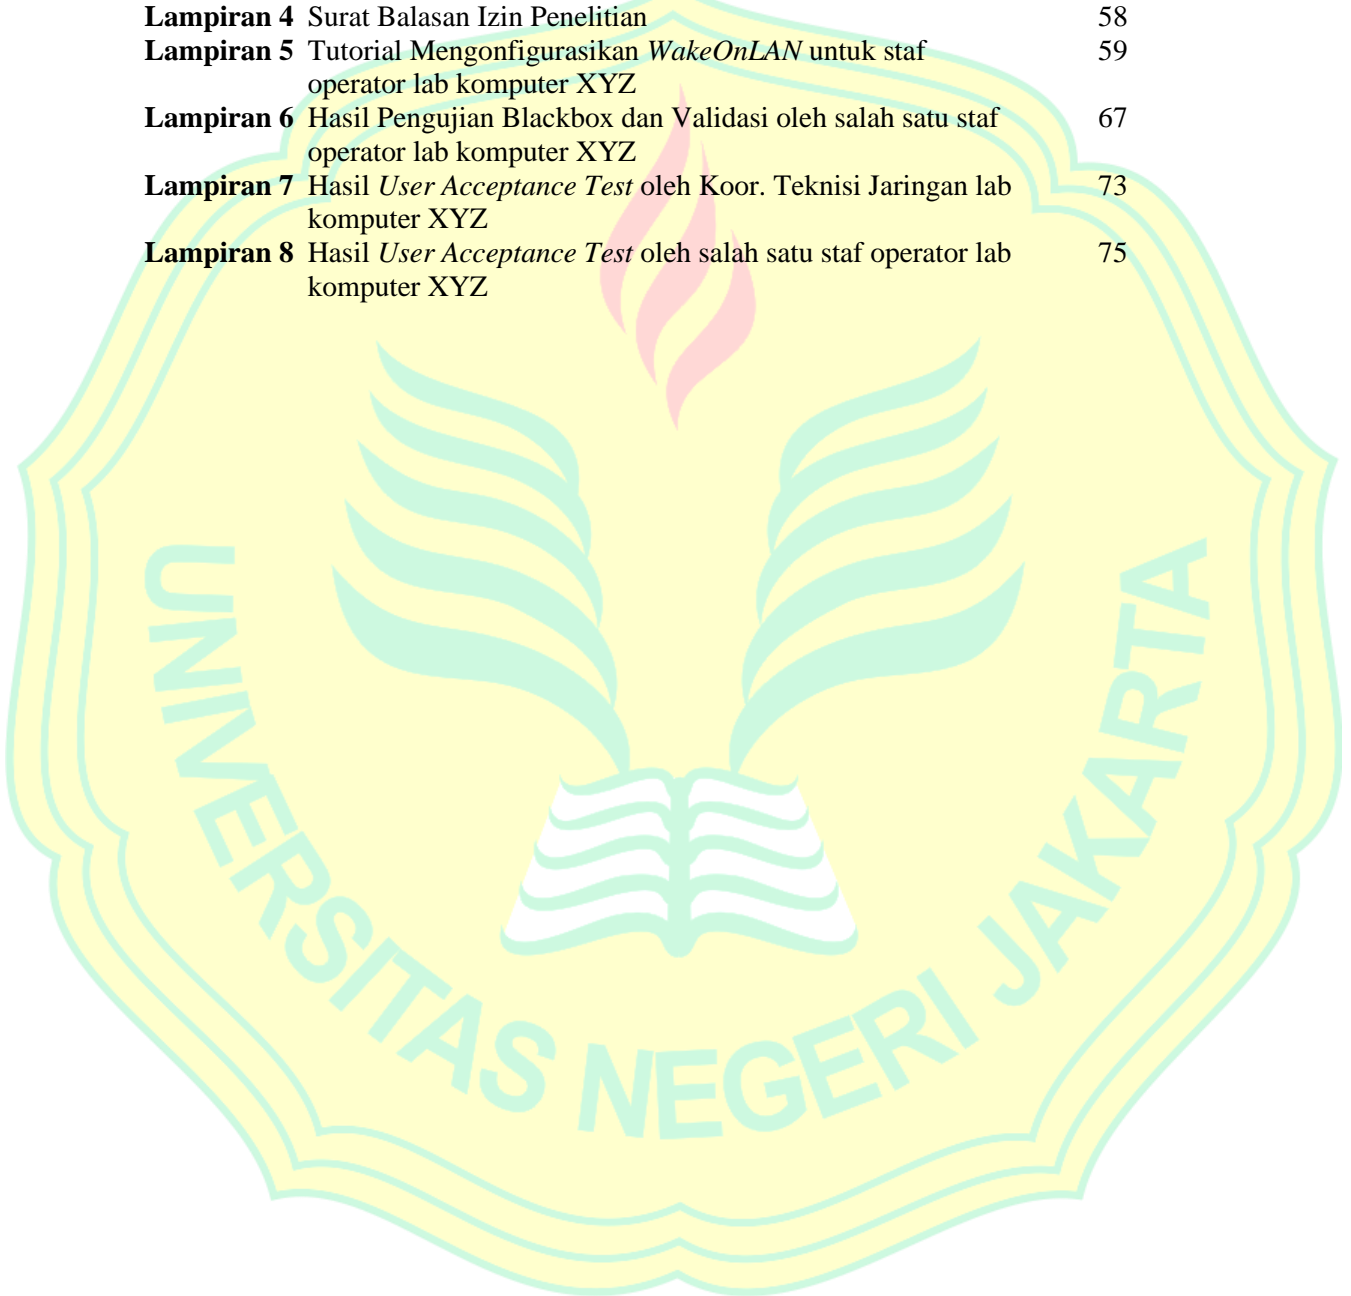 Lampiran 4 Surat Balasan Izin Penelitian 58
Lampiran 5 Tutorial Mengonfigurasikan WakeOnLAN untuk staf 59
operator lab komputer XYZ
Lampiran 6 Hasil Pengujian Blackbox dan Validasi oleh salah satu staf 67
operator lab komputer XYZ
Lampiran 7 Hasil User Acceptance Test oleh Koor. Teknisi Jaringan lab 73
komputer XYZ
Lampiran 8 Hasil User Acceptance Test oleh salah satu staf operator lab 75
komputer XYZ
UNIVERSITAS NEGERI JAKARTA